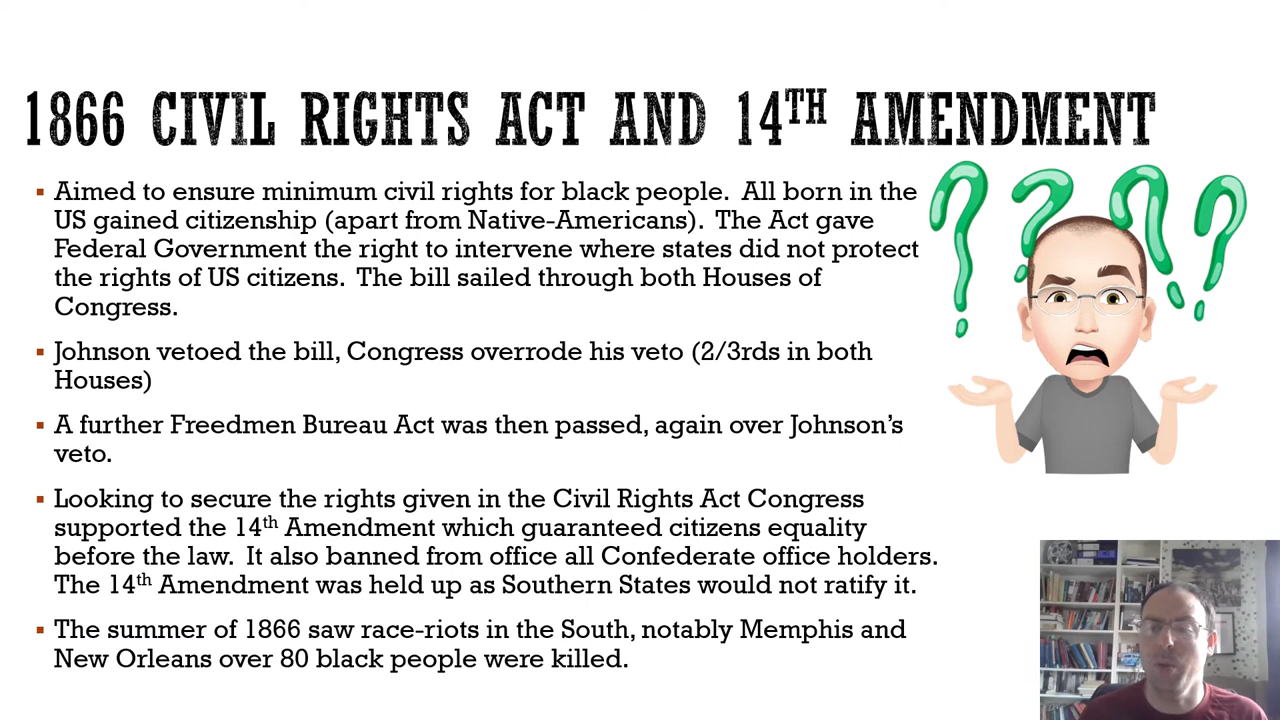 1866 CIVIL RIGHTS ACT AND 14TH AMENDMENT
▪ Aimed to ensure minimum civil rights for black people.  All born in the
US gained citizenship (apart from Native-Americans).  The Act gave
Federal Government the right to intervene where states did not protect
the rights of US citizens.  The bill sailed through both Houses of
Congress.
▪ Johnson vetoed the bill, Congress overrode his veto (2/3rds in both
Houses)
▪ A further Freedmen Bureau Act was then passed, again over Johnson’s
veto.
▪ Looking to secure the rights given in the Civil Rights Act Congress
supported the 14th Amendment which guaranteed citizens equality
before the law.  It also banned from office all Confederate office holders.
The 14th Amendment was held up as Southern States would not ratify it.
▪ The summer of 1866 saw race-riots in the South, notably Memphis and
New Orleans over 80 black people were killed.
? ? ? ?